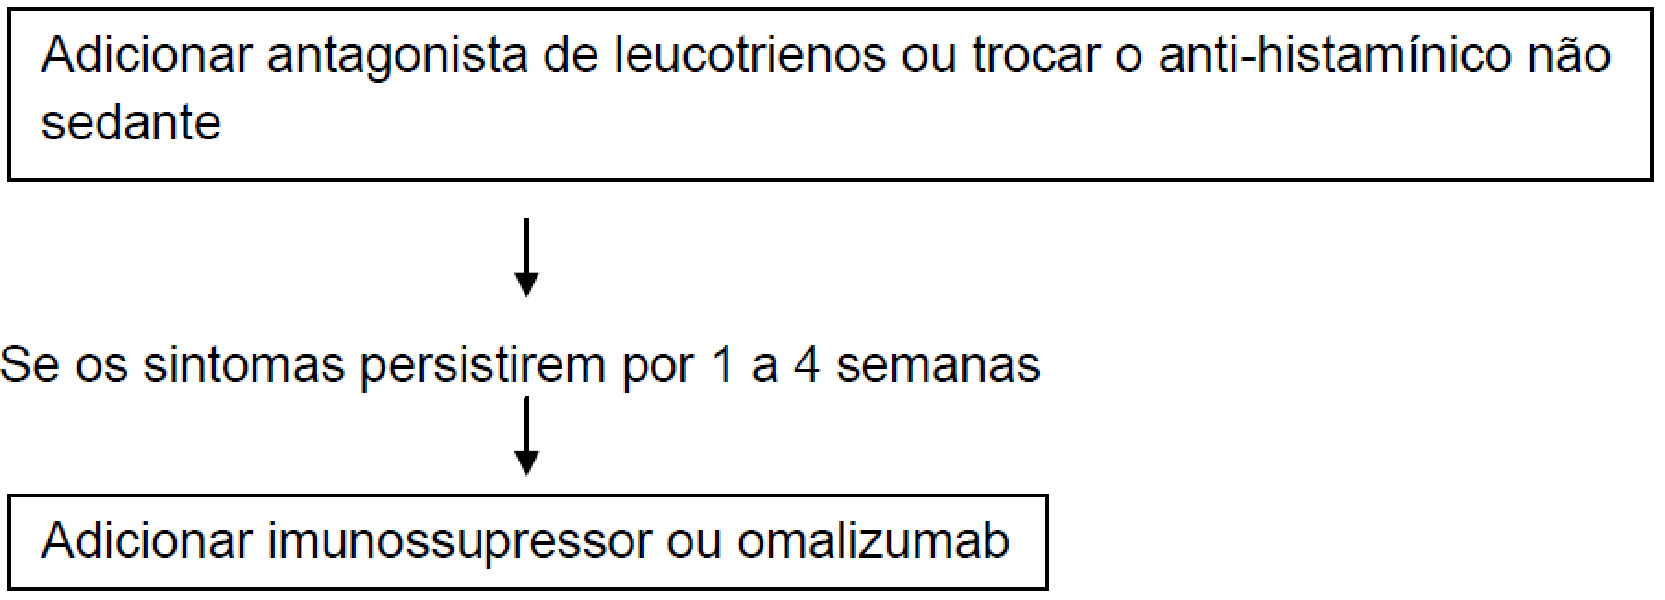 Adicionar antagonista de leucotrienos ou trocar o anti-histamínico não
sedante
Se os sintomas persistirem por 1 a 4 semanas
Adicionar imunossupressor ou omalizumab